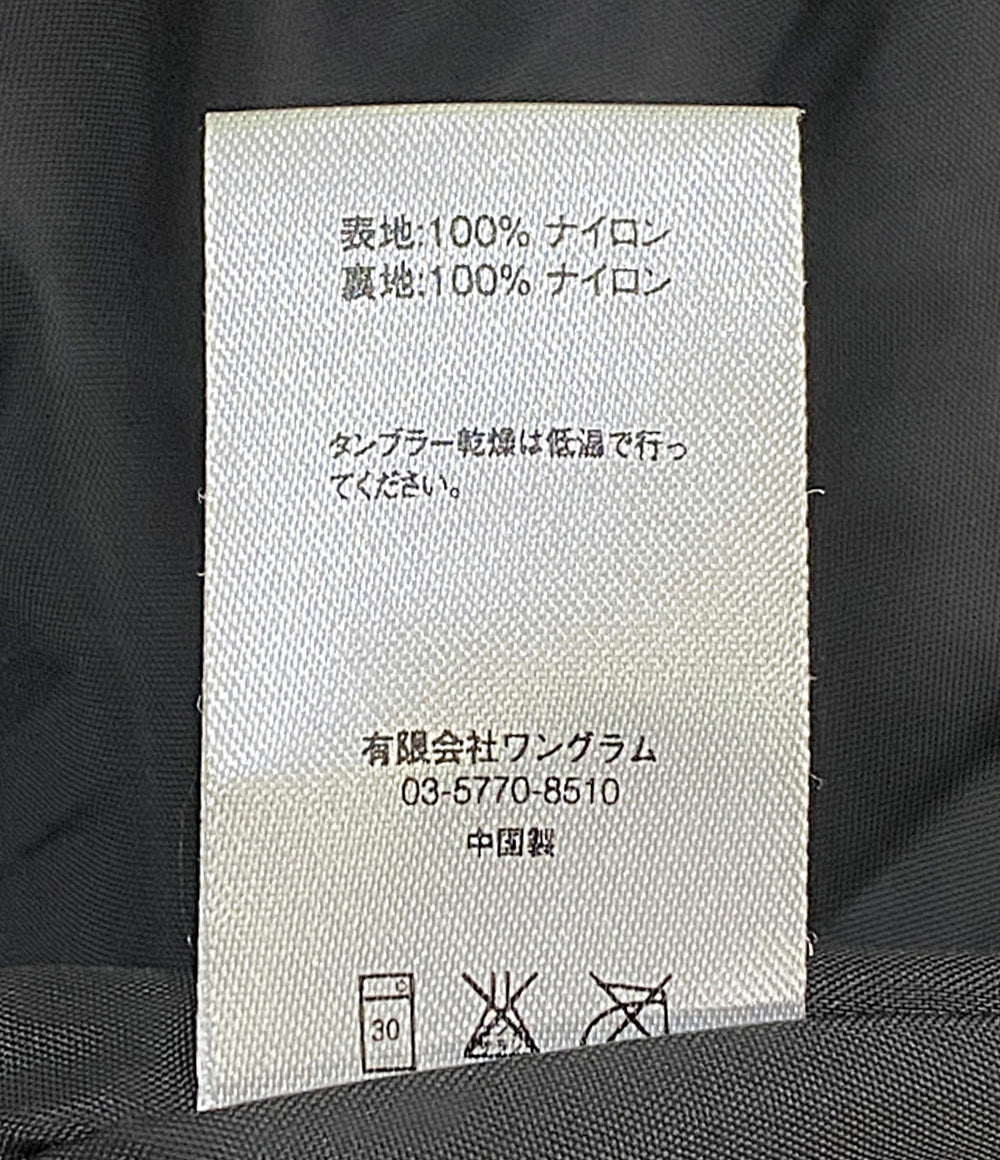 表地:100% ナイロン
裏地:100% ナイロン
タンブラー乾燥は低温で行っ
てください。
有限会社ワングラム
03-5770-8510
中国製
30